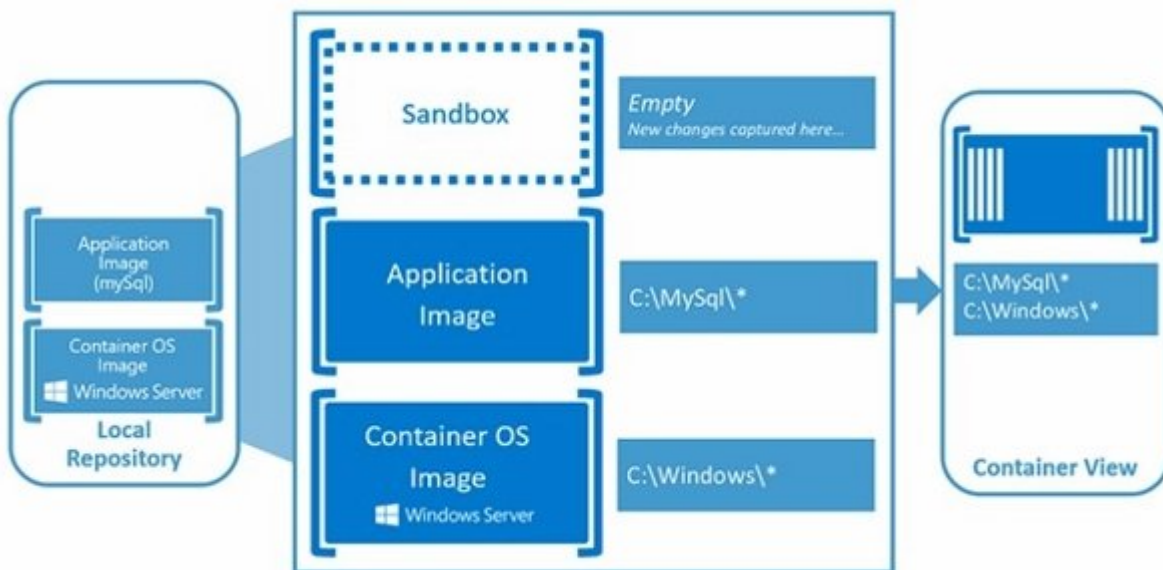 Application
Image
(mySql)
Container OS
Image
Windows Server
Local
Repository
Sandbox
Empty
New changes captured here...
Application
Image
C:\MySql\*
Container OS
Image
Windows Server
C:\Windows\*
C:\MySql\*
C:\Windows\*
Container View